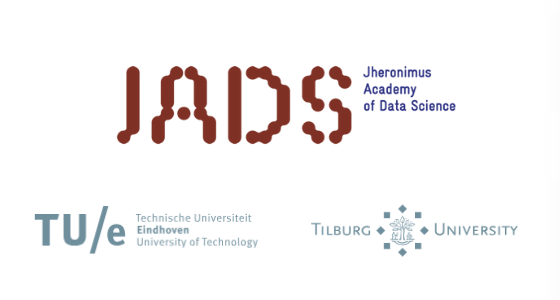 JADS
Jheronimus
Academy
of Data Science
TU/e
Technische Universiteit
Eindhoven
University of Technology
TILBURG UNIVERSITY